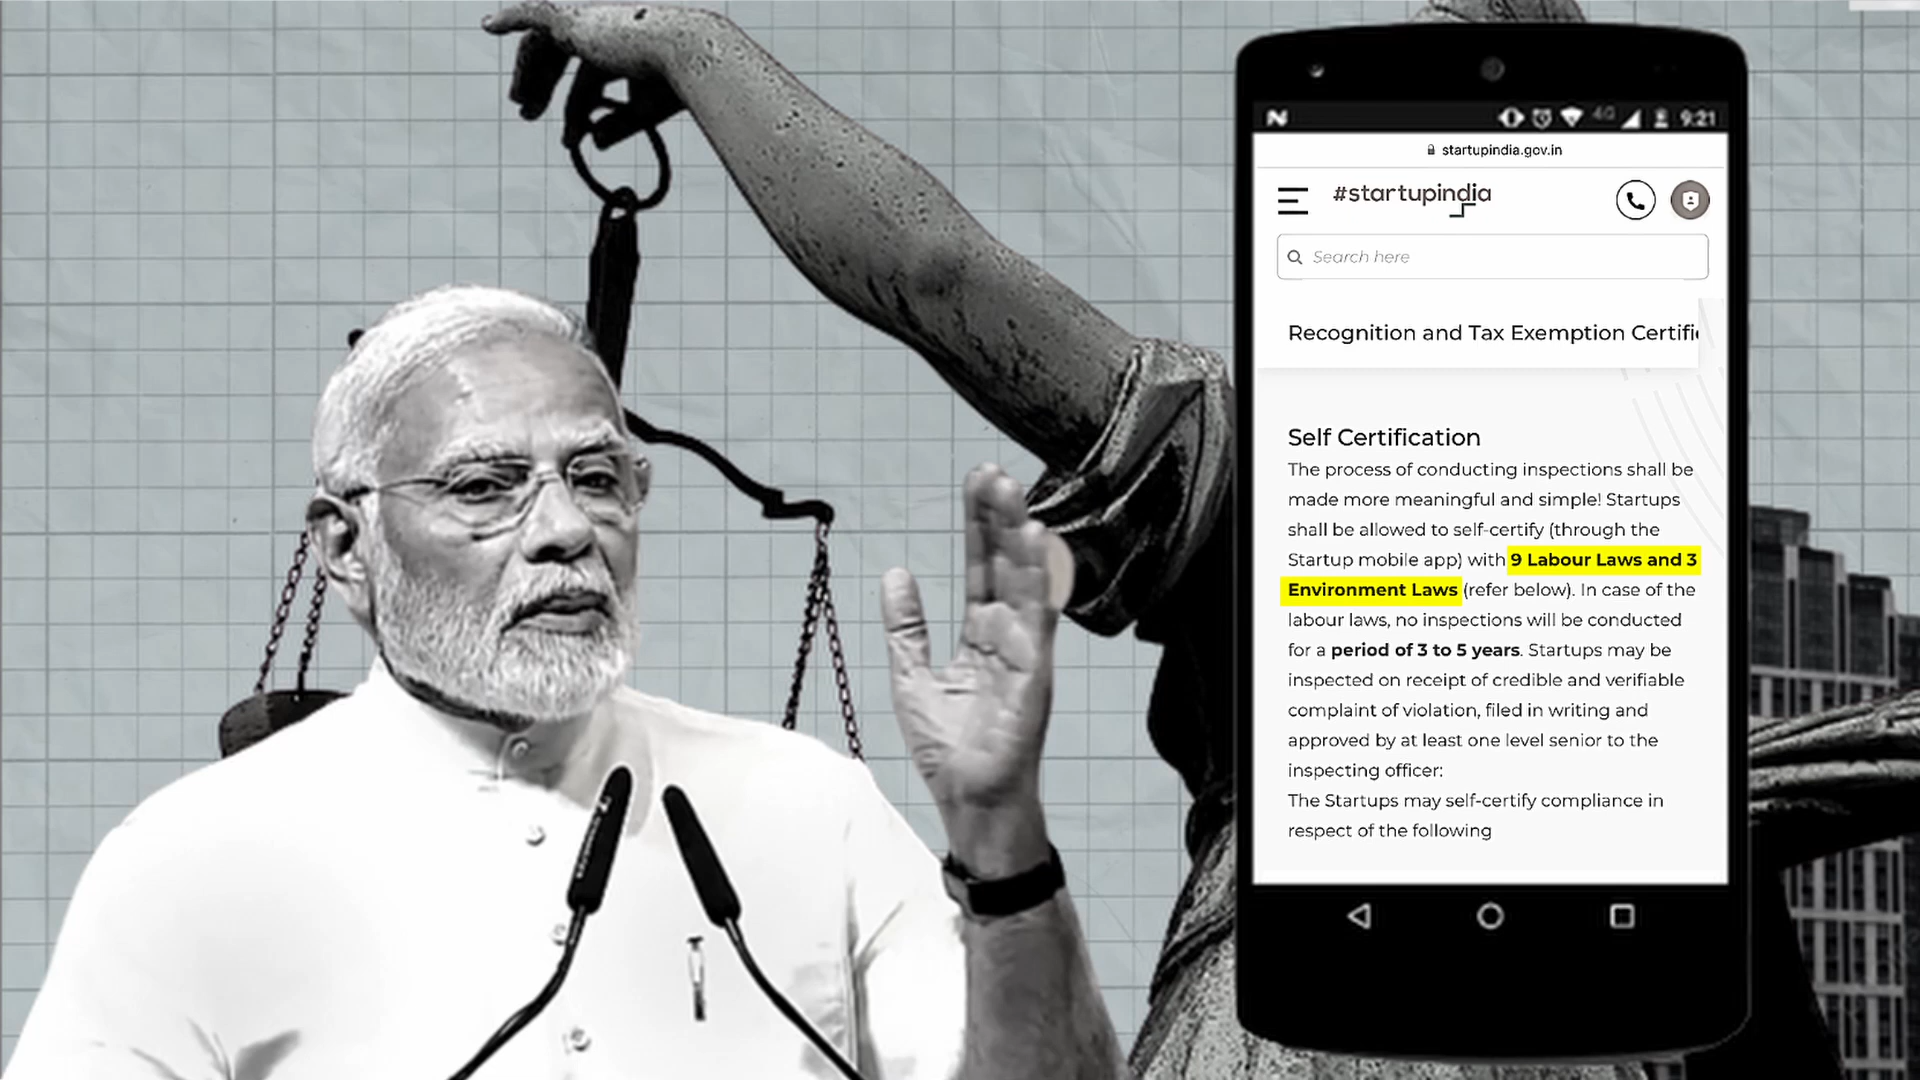 4G 9:21
startupindia.gov.in
#startupindia
Search here
Recognition and Tax Exemption Certifi
Self Certification
The process of conducting inspections shall be
made more meaningful and simple! Startups
shall be allowed to self-certify (through the
Startup mobile app) with 9 Labour Laws and 3
Environment Laws (refer below). In case of the
labour laws, no inspections will be conducted
for a period of 3 to 5 years. Startups may be
inspected on receipt of credible and verifiable
complaint of violation, filed in writing and
approved by at least one level senior to the
inspecting officer:
The Startups may self-certify compliance in
respect of the following